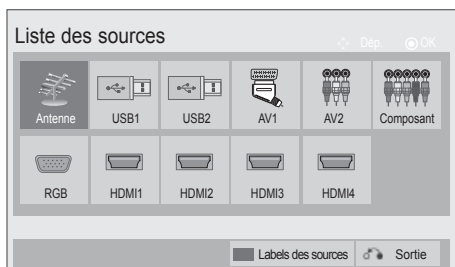 Liste des sources
Dép. OK
Antenne USB1 USB2 AV1 AV2 Composant
RGB HDMI1 HDMI2 HDMI3 HDMI4
Labels des sources Sortie